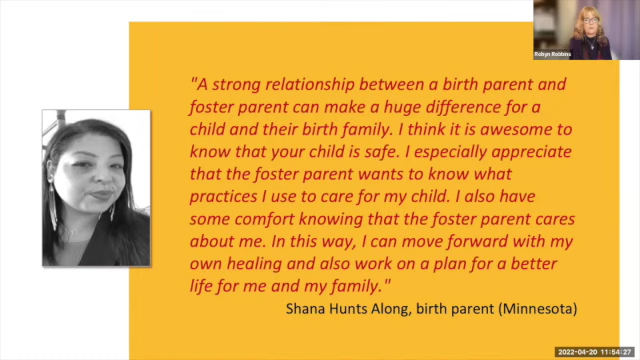 Robyn Robbins
"A strong relationship between a birth parent and
foster parent can make a huge difference for a
child and their birth family. I think it is awesome to
know that your child is safe. I especially appreciate
that the foster parent wants to know what
practices I use to care for my child. I also have
some comfort knowing that the foster parent cares
about me. In this way, I can move forward with my
own healing and also work on a plan for a better
life for me and my family."
Shana Hunts Along, birth parent (Minnesota)
2022-04-20 11:54:27